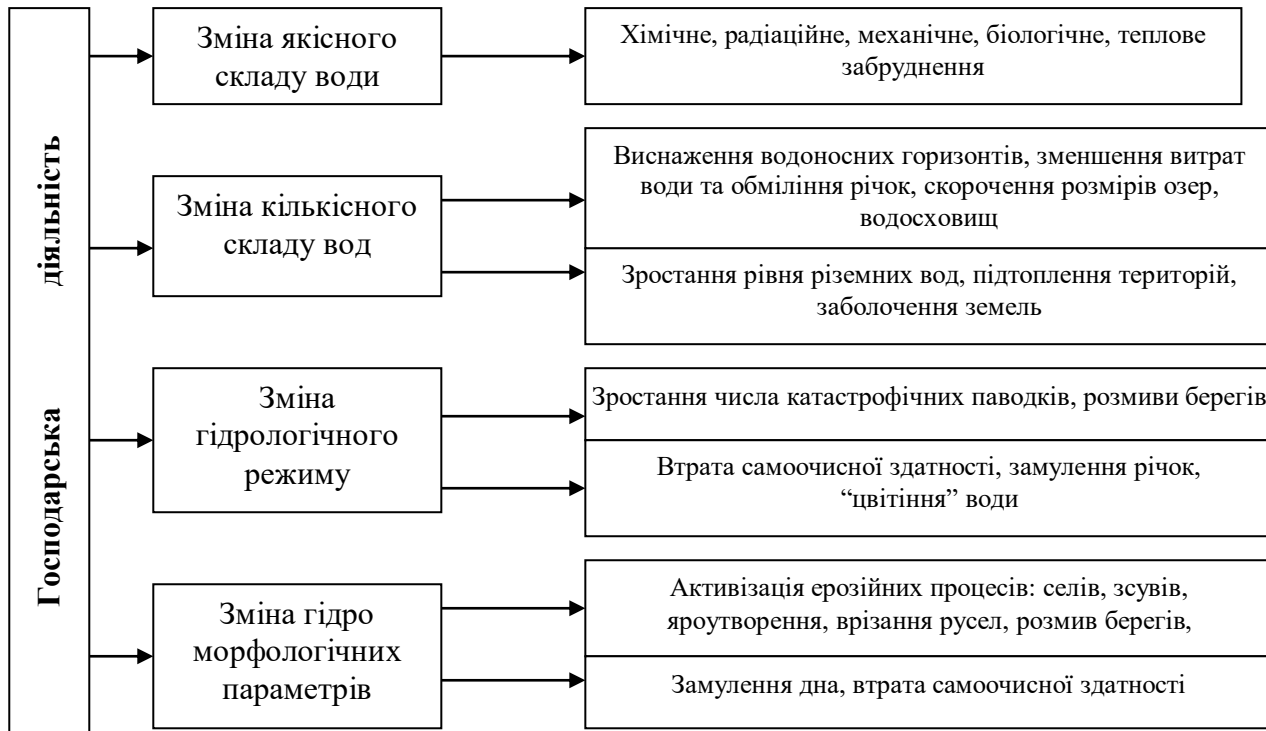 Господарська діяльність
Зміна якісного
складу води
Хімічне, радіаційне, механічне, біологічне, теплове
забруднення
Зміна кількісного
складу вод
Виснаження водоносних горизонтів, зменшення витрат
води та обміління річок, скорочення розмірів озер,
водосховищ
Зростання рівня різемних вод, підтоплення територій,
заболочення земель
Зміна
гідрологічного
режиму
Зростання числа катастрофічних паводків, розмиви берегів
Втрата самоочисної здатності, замулення річок,
“цвітіння” води
Зміна гідро
морфологічних
параметрів
Активізація ерозійних процесів: селів, зсувів,
яроутворення, врізання русел, розмив берегів,
Замулення дна, втрата самоочисної здатності